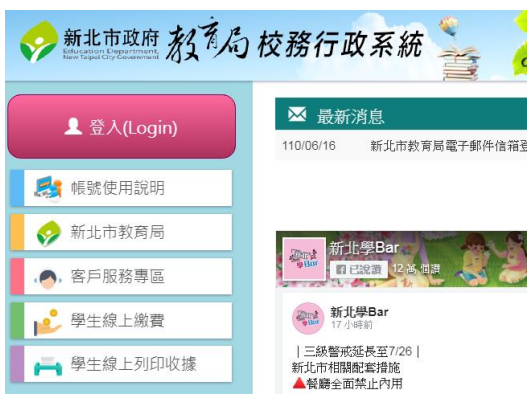 新北市政府
Education Department,
New Taipei City Government
教育局
校務行政系統
登入(Login)
帳號使用說明
新北市教育局
客戶服務專區
學生線上繳費
學生線上列印收據
最新消息
110/06/16 新北市教育局電子郵件信箱登
新北學Bar
已說讚 12 萬 個讚
新北學Bar
17 小時前
｜三級警戒延長至7/26｜
新北市相關配套措施
🔺餐廳全面禁止內用